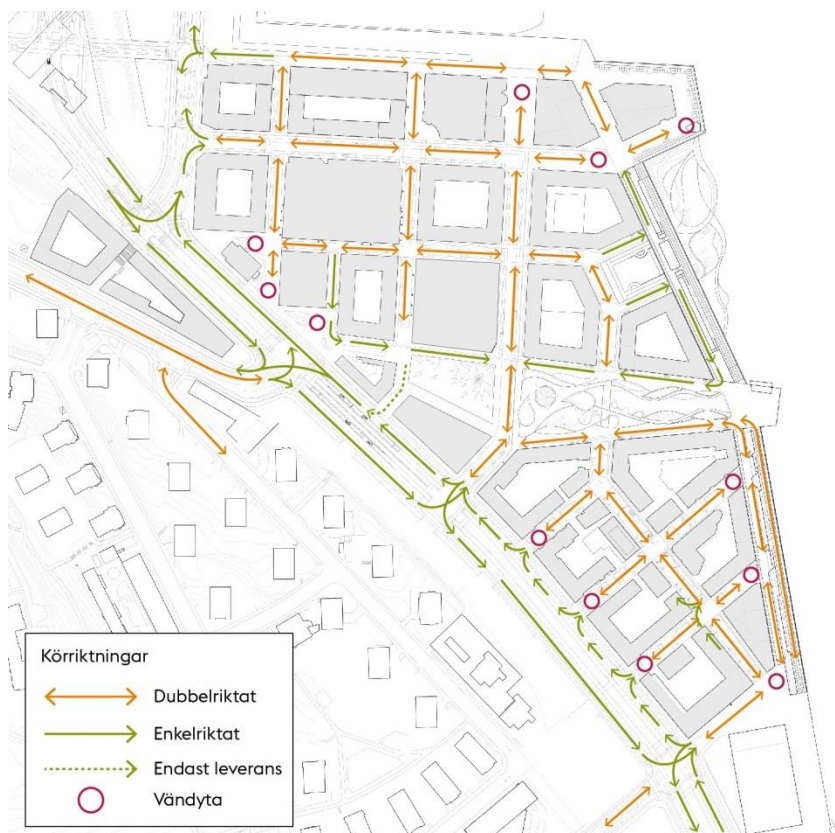 Körriktningar
Dubbelriktat
Enkelriktat
Endast leverans
Vändyta